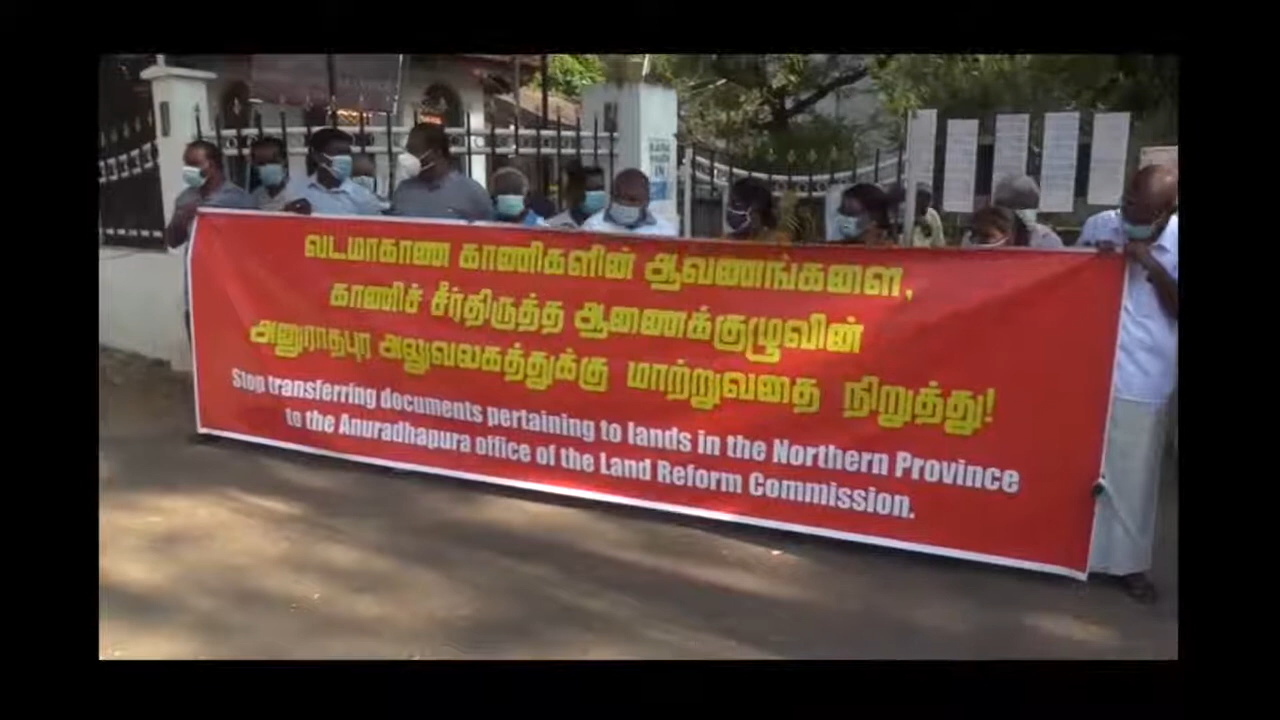 வடமாகாண காணிகளின் ஆவணங்களை,
காணிச் சீர்திருத்த ஆணைக்குழுவின்
அனுராதபுர அலுவலகத்துக்கு மாற்றுவதை நிறுத்து!
Stop transferring documents pertaining to lands in the Northern Province
to the Anuradhapura office of the Land Reform Commission.